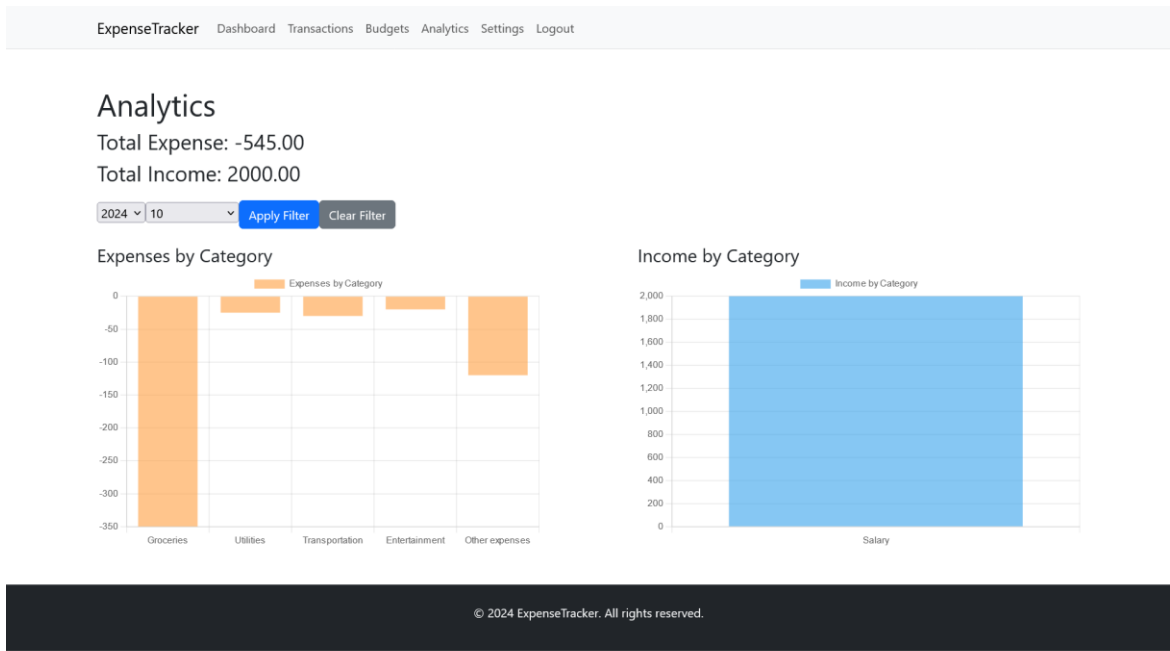 ExpenseTracker Dashboard Transactions Budgets Analytics Settings Logout
Analytics
Total Expense: -545.00
Total Income: 2000.00
2024 10 Apply Filter Clear Filter
Expenses by Category
Expenses by Category
0
-50
-100
-150
-200
-250
-300
-350
Groceries Utilities Transportation Entertainment Other expenses
Income by Category
Income by Category
2,000
1,800
1,600
1,400
1,200
1,000
800
600
400
200
0
Salary
© 2024 ExpenseTracker. All rights reserved.